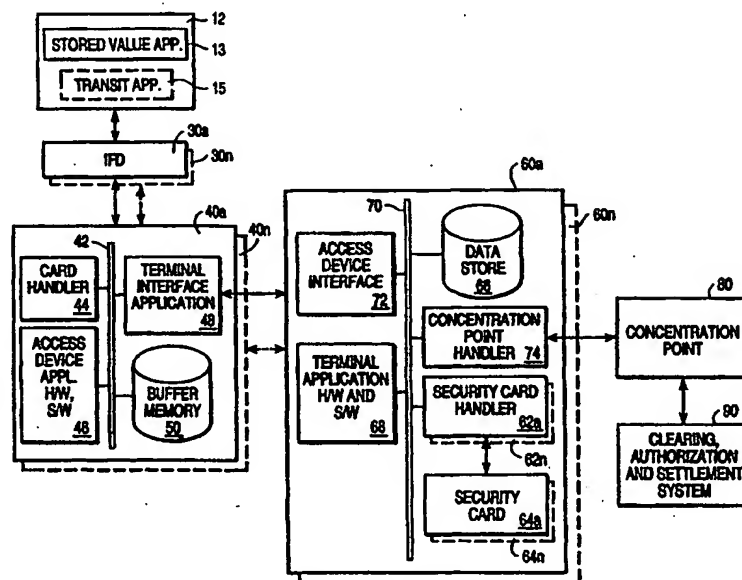 12
STORED VALUE APP.
13
TRANSIT APP.
15
30a
IFD
30n
40a
42
40n
CARD
HANDLER
44
TERMINAL
INTERFACE
APPLICATION
48
ACCESS
DEVICE
APPL.
H/W,
S/W
46
BUFFER
MEMORY
50
60a
70
60n
ACCESS
DEVICE
INTERFACE
72
DATA
STORE
66
CONCENTRATION
POINT
HANDLER
74
TERMINAL
APPLICATION
H/W AND
S/W
68
SECURITY CARD
HANDLER
62a
62n
SECURITY
CARD
64a
64n
80
CONCENTRATION
POINT
90
CLEARING,
AUTHORIZATION
AND SETTLEMENT
SYSTEM